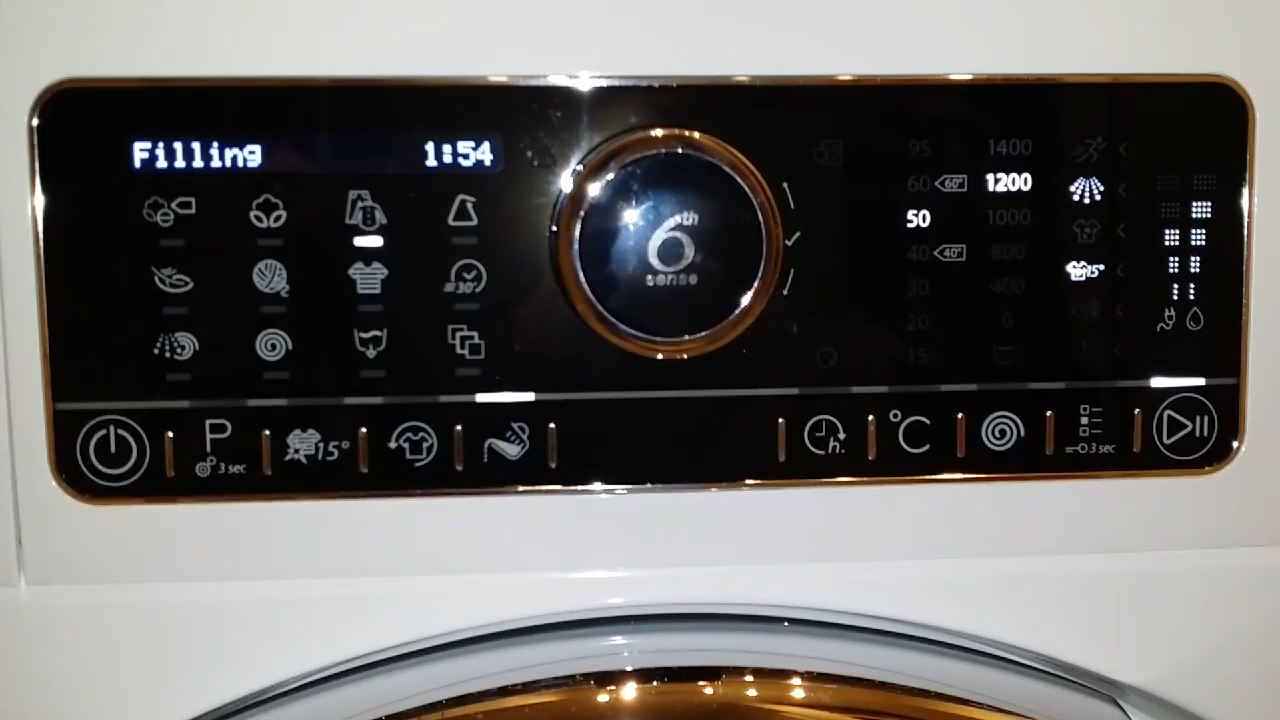 Filling 1:54
6th
sense
95 1400
60 60° 1200
50 1000
40 40° 800
30 400
20 0
15
15°
30'
P
3 sec
15°
h.
°C
3 sec